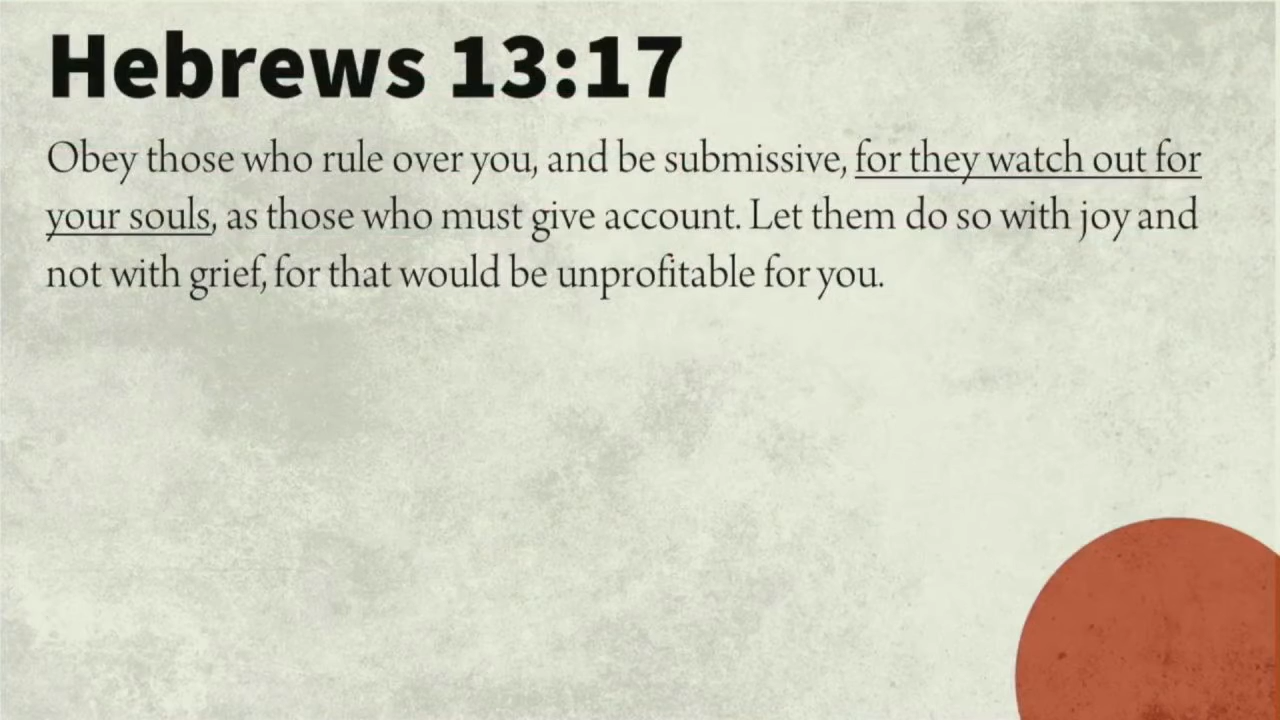 Hebrews 13:17
Obey those who rule over you, and be submissive, for they watch out for
your souls, as those who must give account. Let them do so with joy and
not with grief, for that would be unprofitable for you.